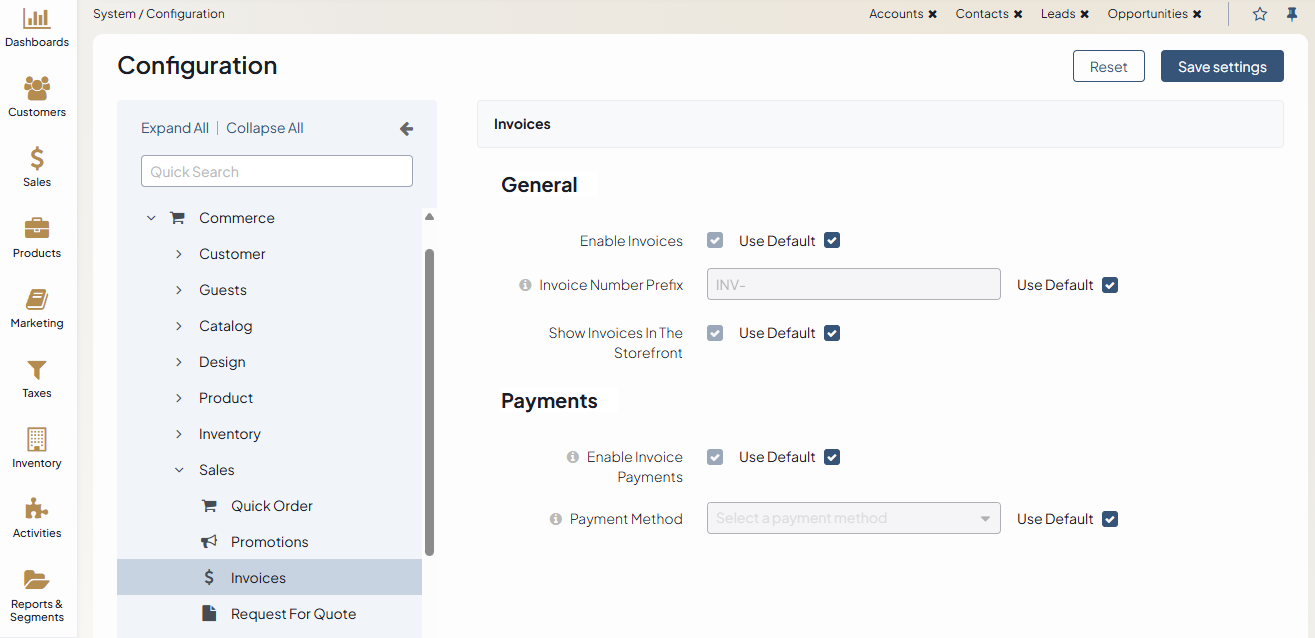 System / Configuration
Accounts ✖ Contacts ✖ Leads ✖ Opportunities ✖
Dashboards
Customers
Sales
Products
Marketing
Taxes
Inventory
Activities
Reports &
Segments
Configuration
Reset
Save settings
Expand All | Collapse All
Quick Search
Commerce
Customer
Guests
Catalog
Design
Product
Inventory
Sales
Quick Order
Promotions
Invoices
Request For Quote
Invoices
General
Enable Invoices Use Default
Invoice Number Prefix INV- Use Default
Show Invoices In The Use Default
Storefront
Payments
Enable Invoice Use Default
Payments
Payment Method Select a payment method Use Default